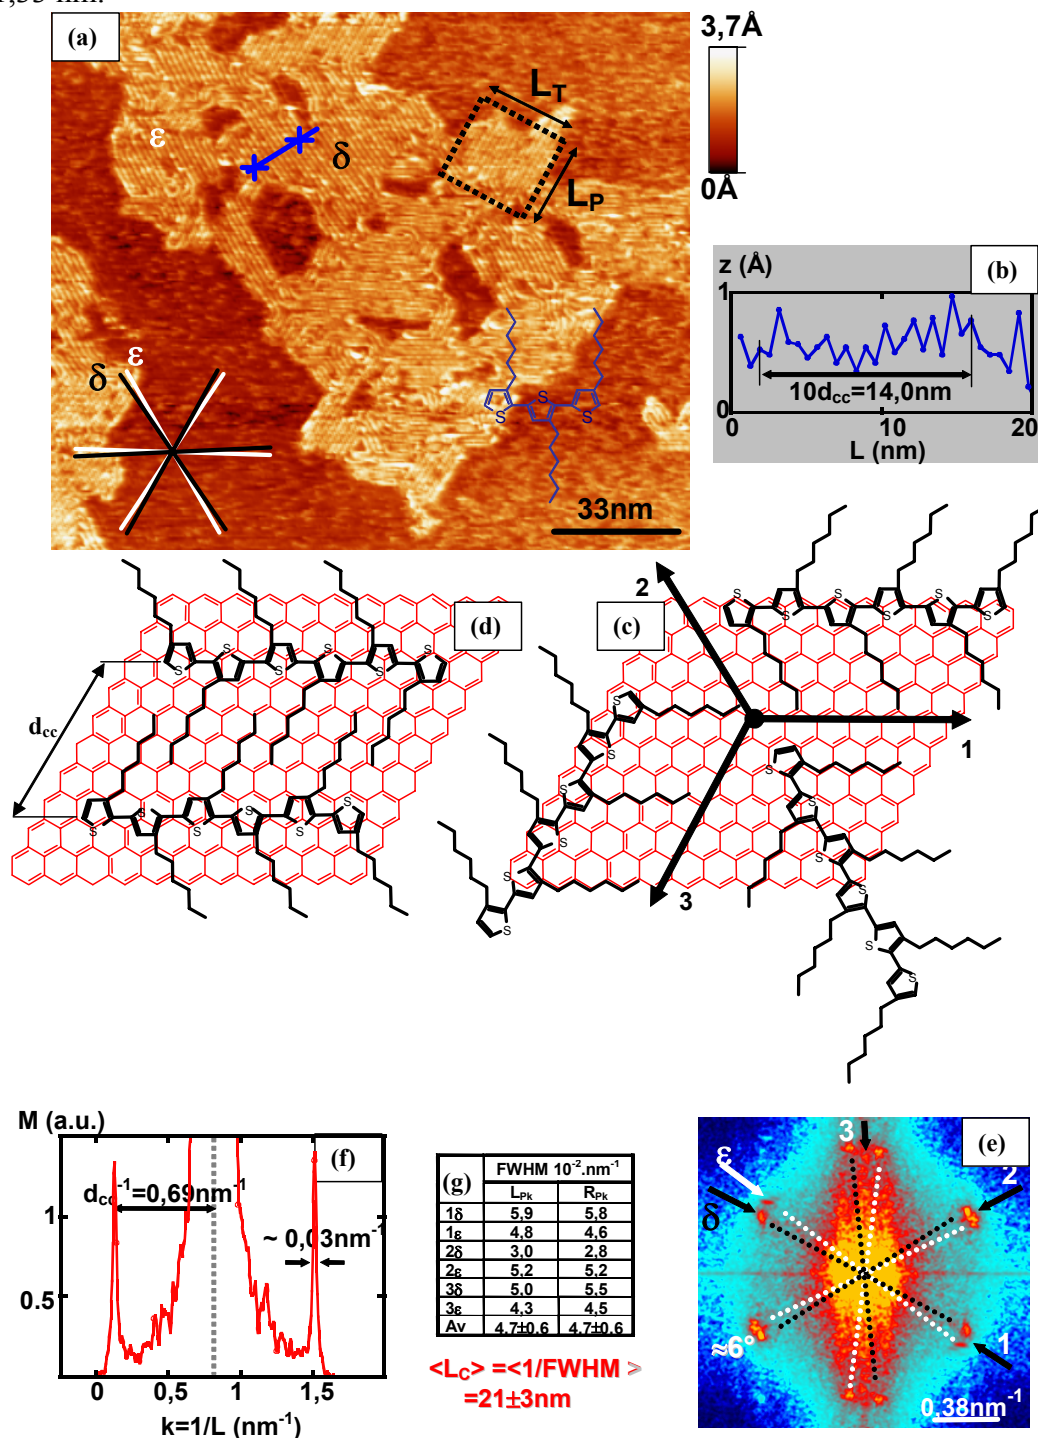 1,55 nm.
(a)
3,7Å
0Å
L_T
L_P
ε
δ
δ
ε
33nm
S
S
S
(b)
z (Å)
1
0
10d_cc=14,0nm
0
10
20
L (nm)
(d)
d_cc
S S S S S S
S S S S S S
(c)
2
1
3
S S S S S S
S S S S S S
S S S S S S
M (a.u.)
(f)
1
0.5
d_cc^-1=0,69nm^-1
~ 0,03nm^-1
0 0,5 1 1,5
k=1/L (nm^-1)
(g) FWHM 10^-2.nm^-1
L_Pk R_Pk
1δ 5,9 5,8
1ε 4,8 4,6
2δ 3,0 2,8
2ε 5,2 5,2
3δ 5,0 5,5
3ε 4,3 4,5
Av 4.7±0.6 4.7±0.6
<L_C> =<1/FWHM >
=21±3nm
(e)
3
2
ε
δ
≈6°
1
0,38nm^-1